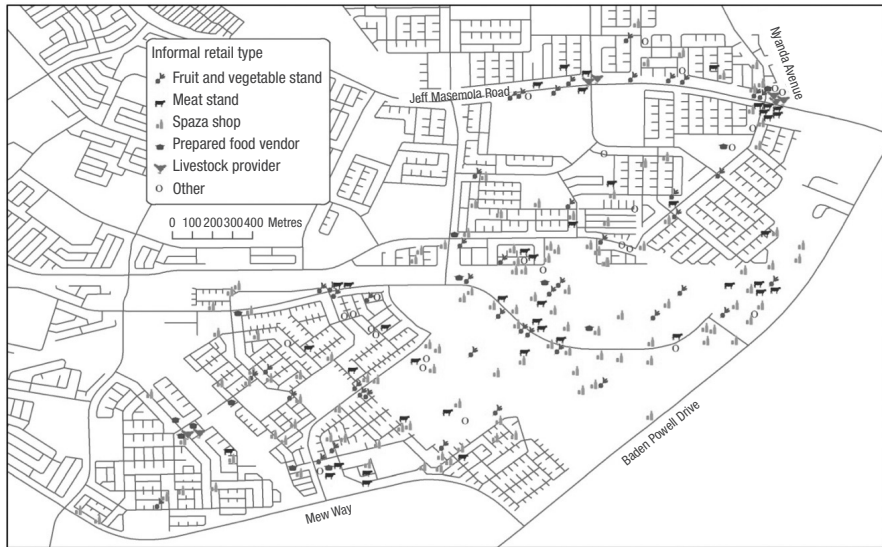 Informal retail type
Fruit and vegetable stand
Meat stand
Spaza shop
Prepared food vendor
Livestock provider
Other
0 100 200 300 400 Metres
Jeff Masemola Road
Nyanda Avenue
Baden Powell Drive
Mew Way